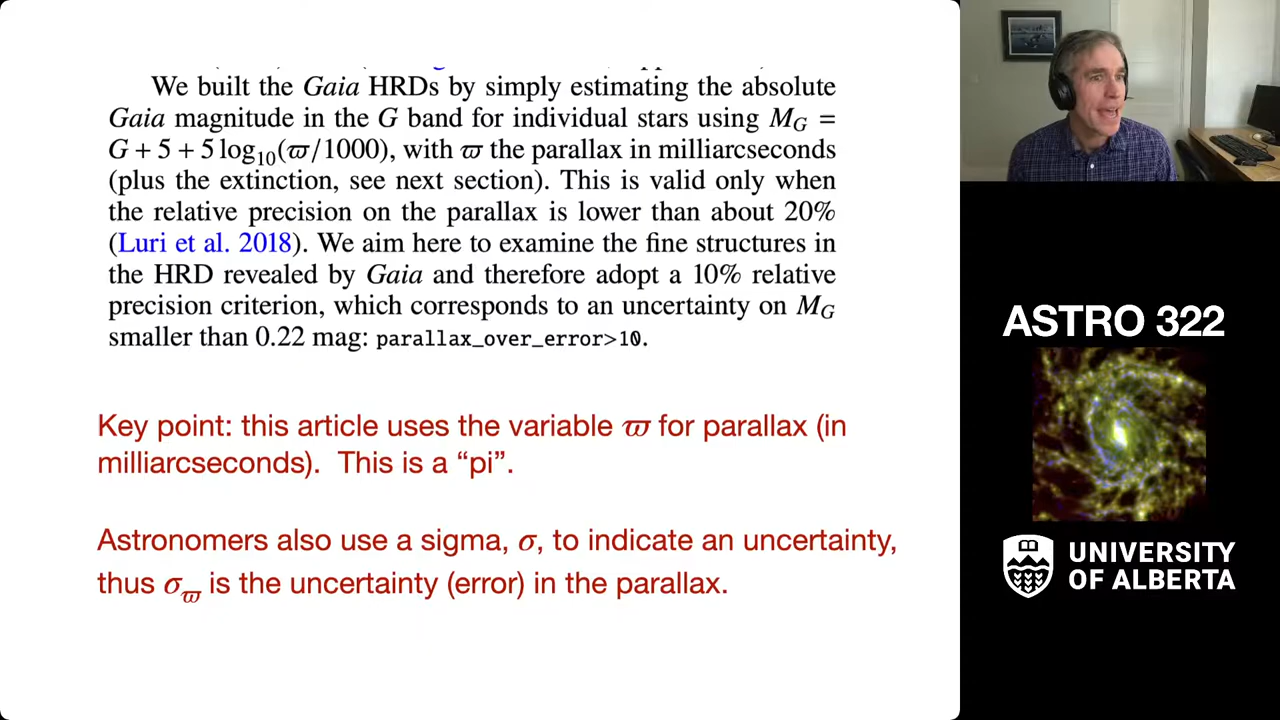 We built the Gaia HRDs by simply estimating the absolute
Gaia magnitude in the G band for individual stars using M_G =
G + 5 + 5 log₁₀(ϖ/1000), with ϖ the parallax in milliarcseconds
(plus the extinction, see next section). This is valid only when
the relative precision on the parallax is lower than about 20%
(Luri et al. 2018). We aim here to examine the fine structures in
the HRD revealed by Gaia and therefore adopt a 10% relative
precision criterion, which corresponds to an uncertainty on M_G
smaller than 0.22 mag: parallax_over_error>10.
Key point: this article uses the variable ϖ for parallax (in
milliarcseconds). This is a “pi”.
Astronomers also use a sigma, σ, to indicate an uncertainty,
thus σ_ϖ is the uncertainty (error) in the parallax.
ASTRO 322
UNIVERSITY
OF ALBERTA